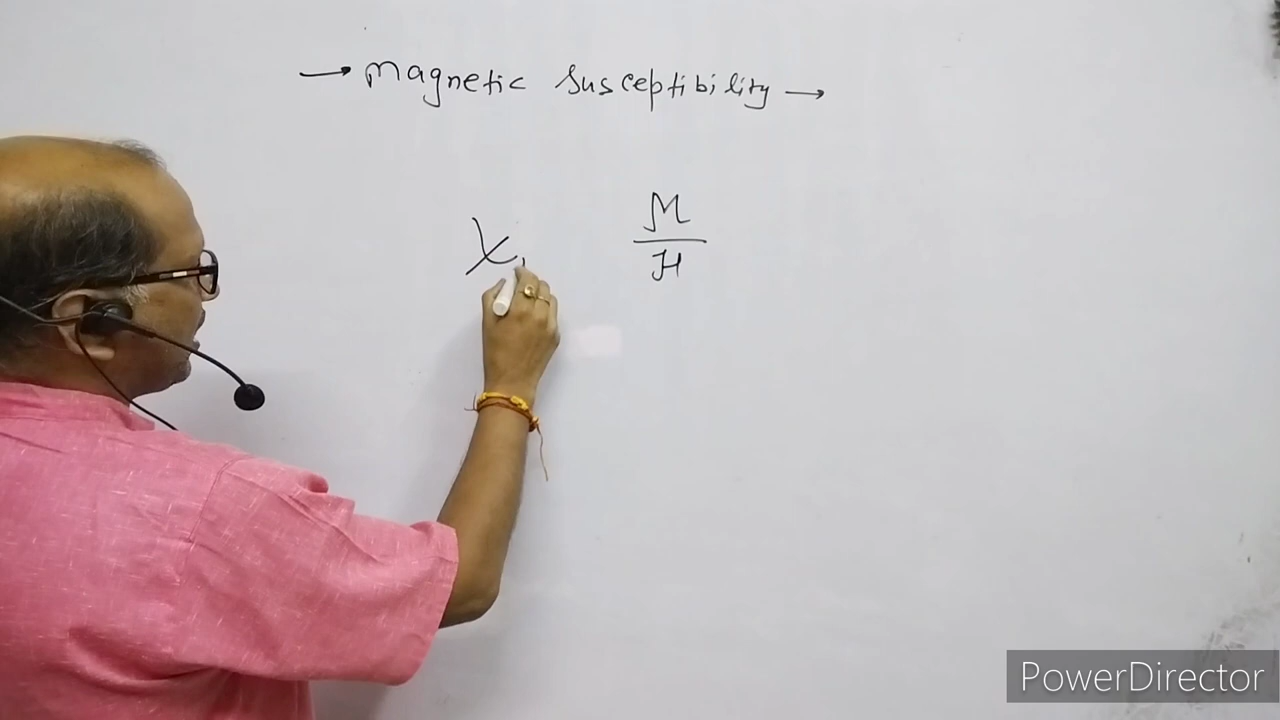 → Magnetic Susceptibility →
χ M/H
PowerDirector